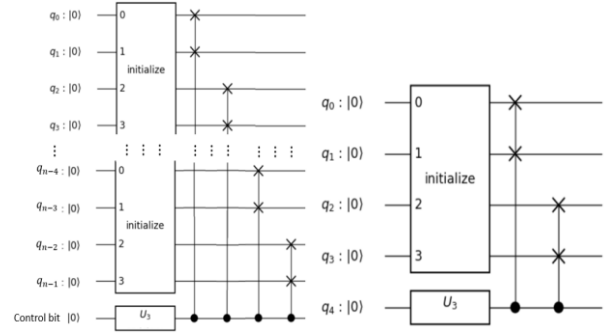 q₀ : |0⟩ 0
q₁ : |0⟩ 1
initialize
q₂ : |0⟩ 2
q₃ : |0⟩ 3
⋮ ⋮ ⋮ ⋮ ⋮ ⋮ ⋮ ⋮ ⋮ ⋮
qₙ₋₄ : |0⟩ 0
qₙ₋₃ : |0⟩ 1
initialize
qₙ₋₂ : |0⟩ 2
qₙ₋₁ : |0⟩ 3
Control bit |0⟩ U₃
q₀ : |0⟩ 0
q₁ : |0⟩ 1
initialize
q₂ : |0⟩ 2
q₃ : |0⟩ 3
q₄ : |0⟩ U₃